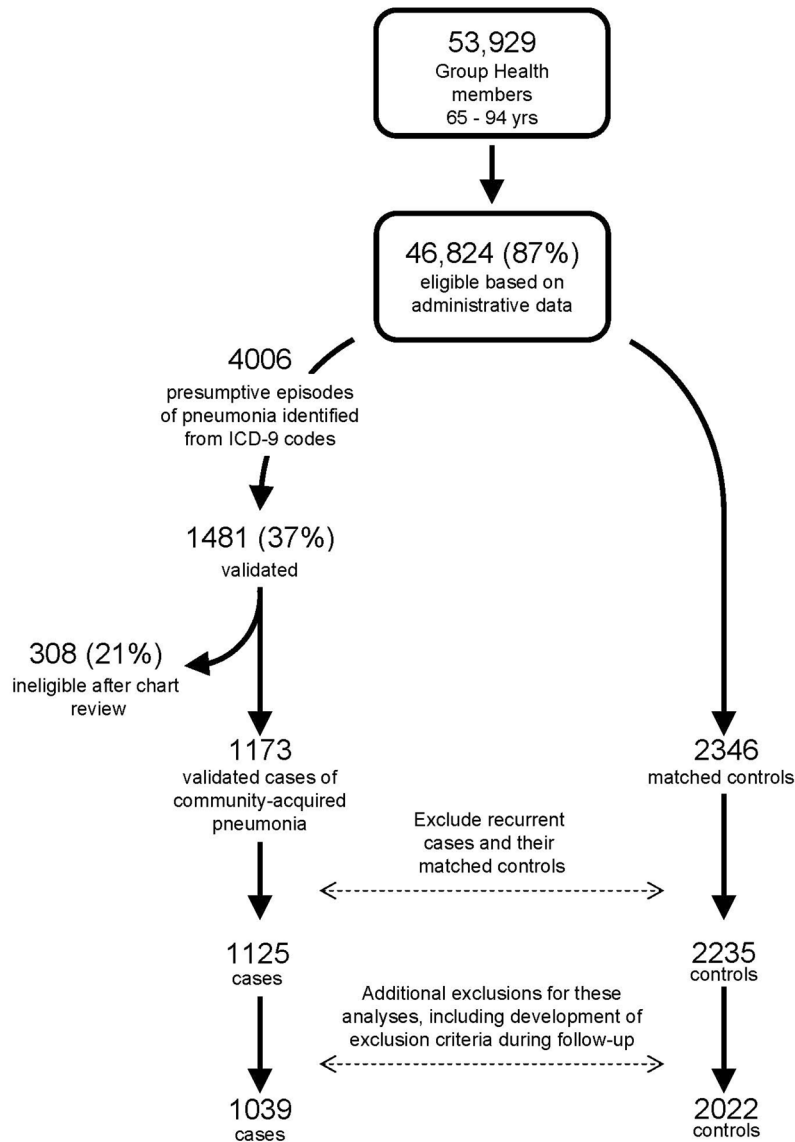 53,929
Group Health
members
65 - 94 yrs
46,824 (87%)
eligible based on
administrative data
4006
presumptive episodes
of pneumonia identified
from ICD-9 codes
1481 (37%)
validated
308 (21%)
ineligible after chart
review
1173
validated cases of
community-acquired
pneumonia
2346
matched controls
Exclude recurrent
cases and their
matched controls
1125
cases
2235
controls
Additional exclusions for these
analyses, including development of
exclusion criteria during follow-up
1039
cases
2022
controls